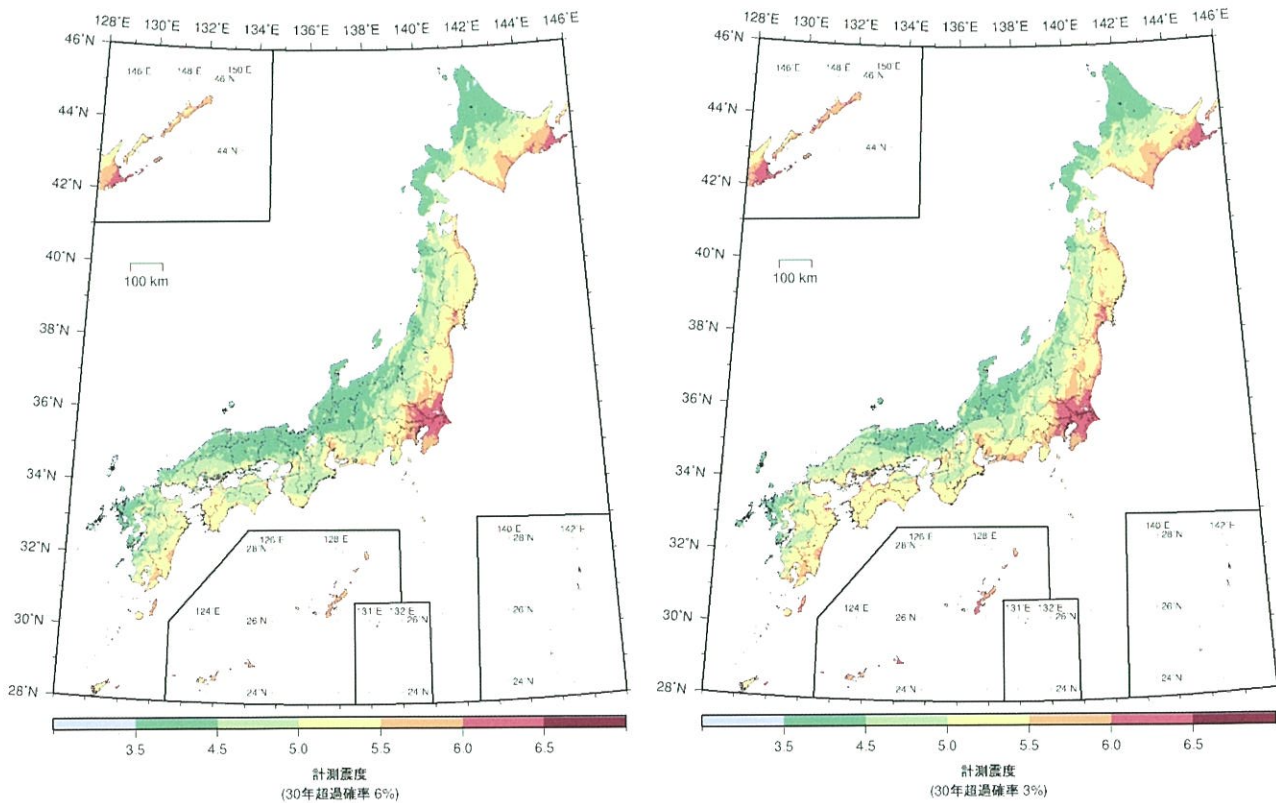 128°E 130°E 132°E 134°E 136°E 138°E 140°E 142°E 144°E 146°E
46°N
146 E 148 E 150 E
46 N
44°N
44 N
42°N
40°N
100 km
38°N
36°N
34°N
32°N
126 E 128 E
28 N
140 E 142 E
28 N
30°N
124 E
26 N
131 E 132 E
26 N
26 N
28°N
24 N
24 N
24 N
3.5 4.5 5.0 5.5 6.0 6.5
計測震度
(30年超過確率 6%)
128°E 130°E 132°E 134°E 136°E 138°E 140°E 142°E 144°E 146°E
46°N
146 E 148 E 150 E
46 N
44°N
44 N
42°N
40°N
100 km
38°N
36°N
34°N
32°N
126 E 128 E
28 N
140 E 142 E
28 N
30°N
124 E
26 N
131 E 132 E
26 N
26 N
28°N
24 N
24 N
24 N
3.5 4.5 5.0 5.5 6.0 6.5
計測震度
(30年超過確率 3%)